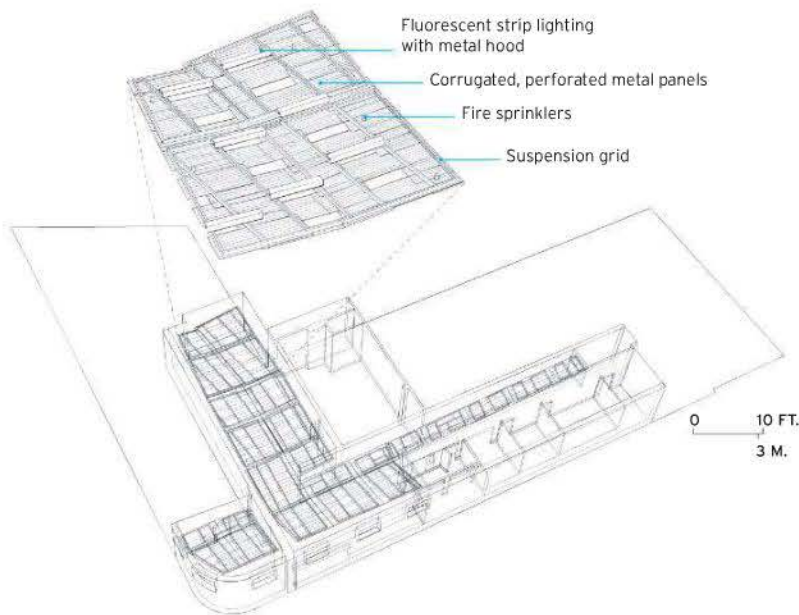 Fluorescent strip lighting
with metal hood
Corrugated, perforated metal panels
Fire sprinklers
Suspension grid
0 10 FT.
3 M.